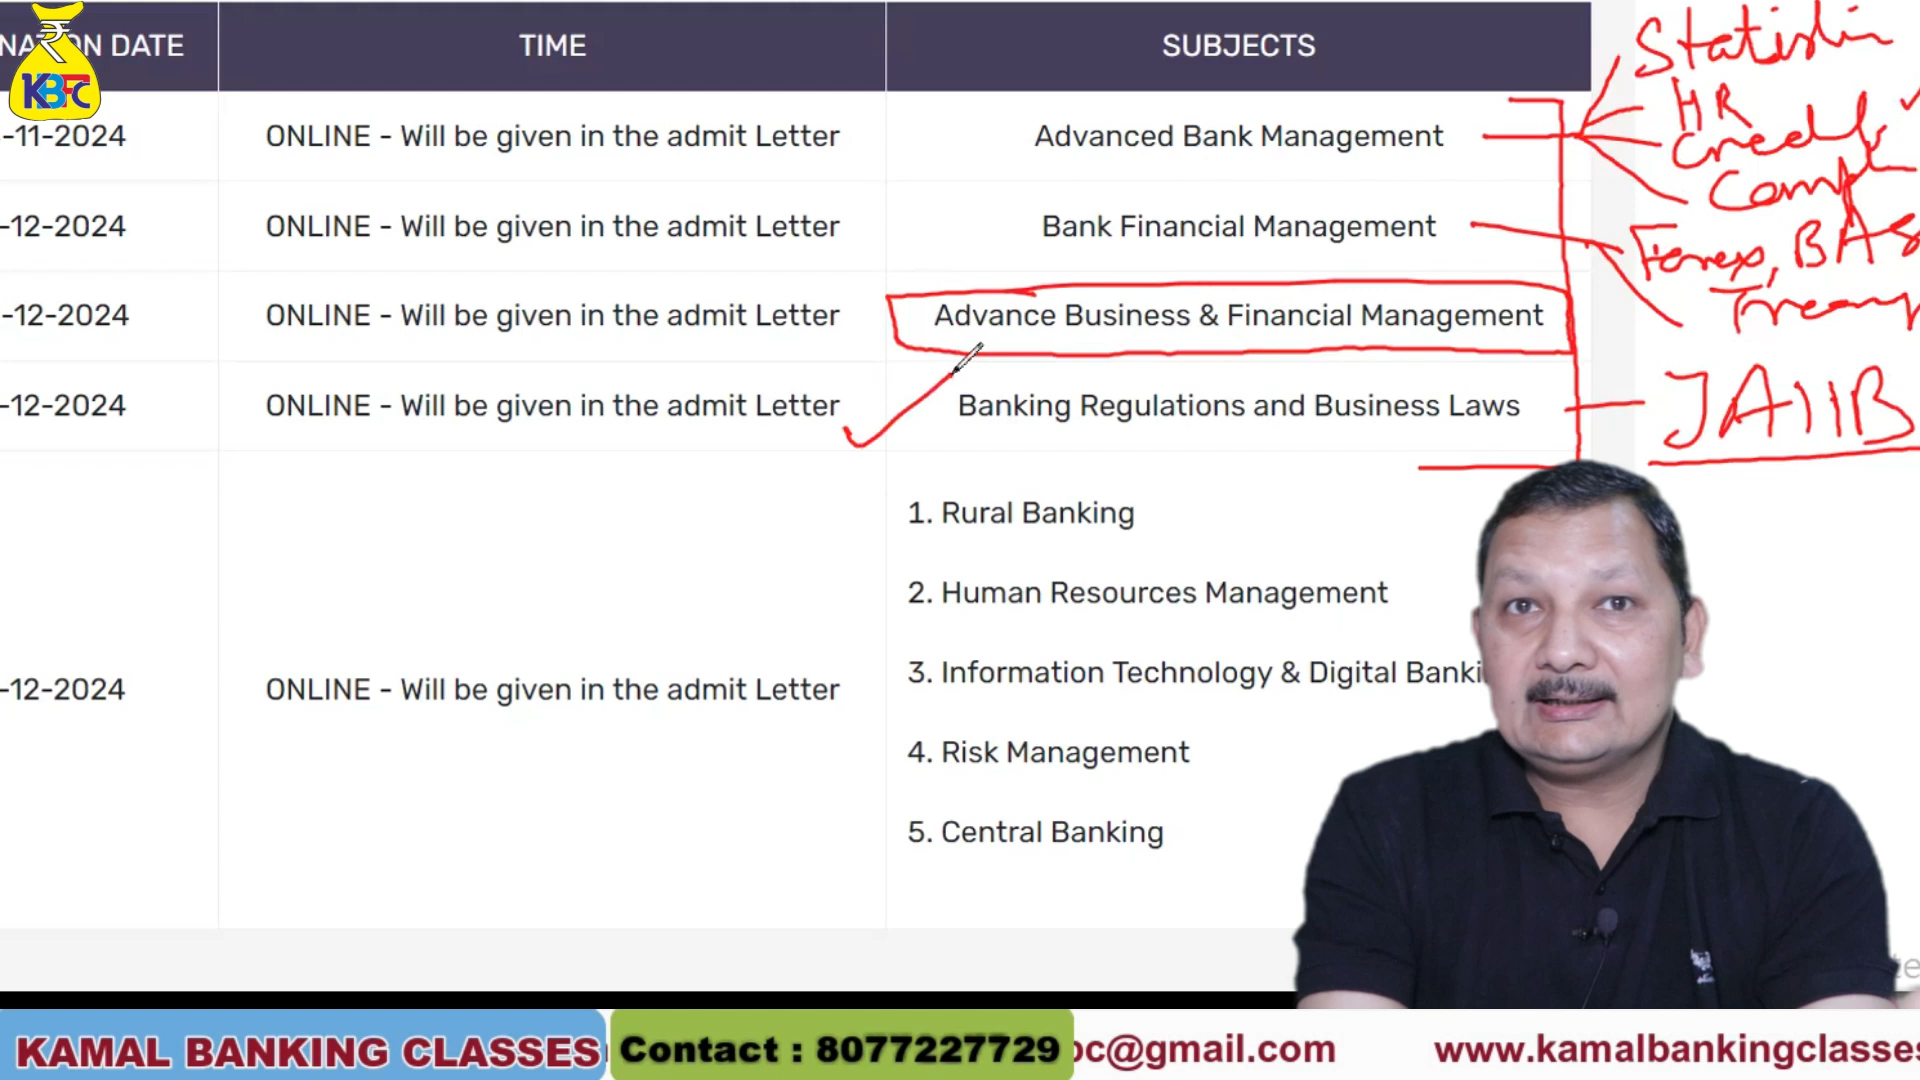 NATION DATE TIME SUBJECTS
KBFC
-11-2024 ONLINE - Will be given in the admit Letter Advanced Bank Management
-12-2024 ONLINE - Will be given in the admit Letter Bank Financial Management
-12-2024 ONLINE - Will be given in the admit Letter Advance Business & Financial Management
-12-2024 ONLINE - Will be given in the admit Letter Banking Regulations and Business Laws
-12-2024 ONLINE - Will be given in the admit Letter
1. Rural Banking
2. Human Resources Management
3. Information Technology & Digital Banki
4. Risk Management
5. Central Banking
HR
Forex,
JAIIB
KAMAL BANKING CLASSES Contact : 8077227729 oc@gmail.com www.kamalbankingclasses